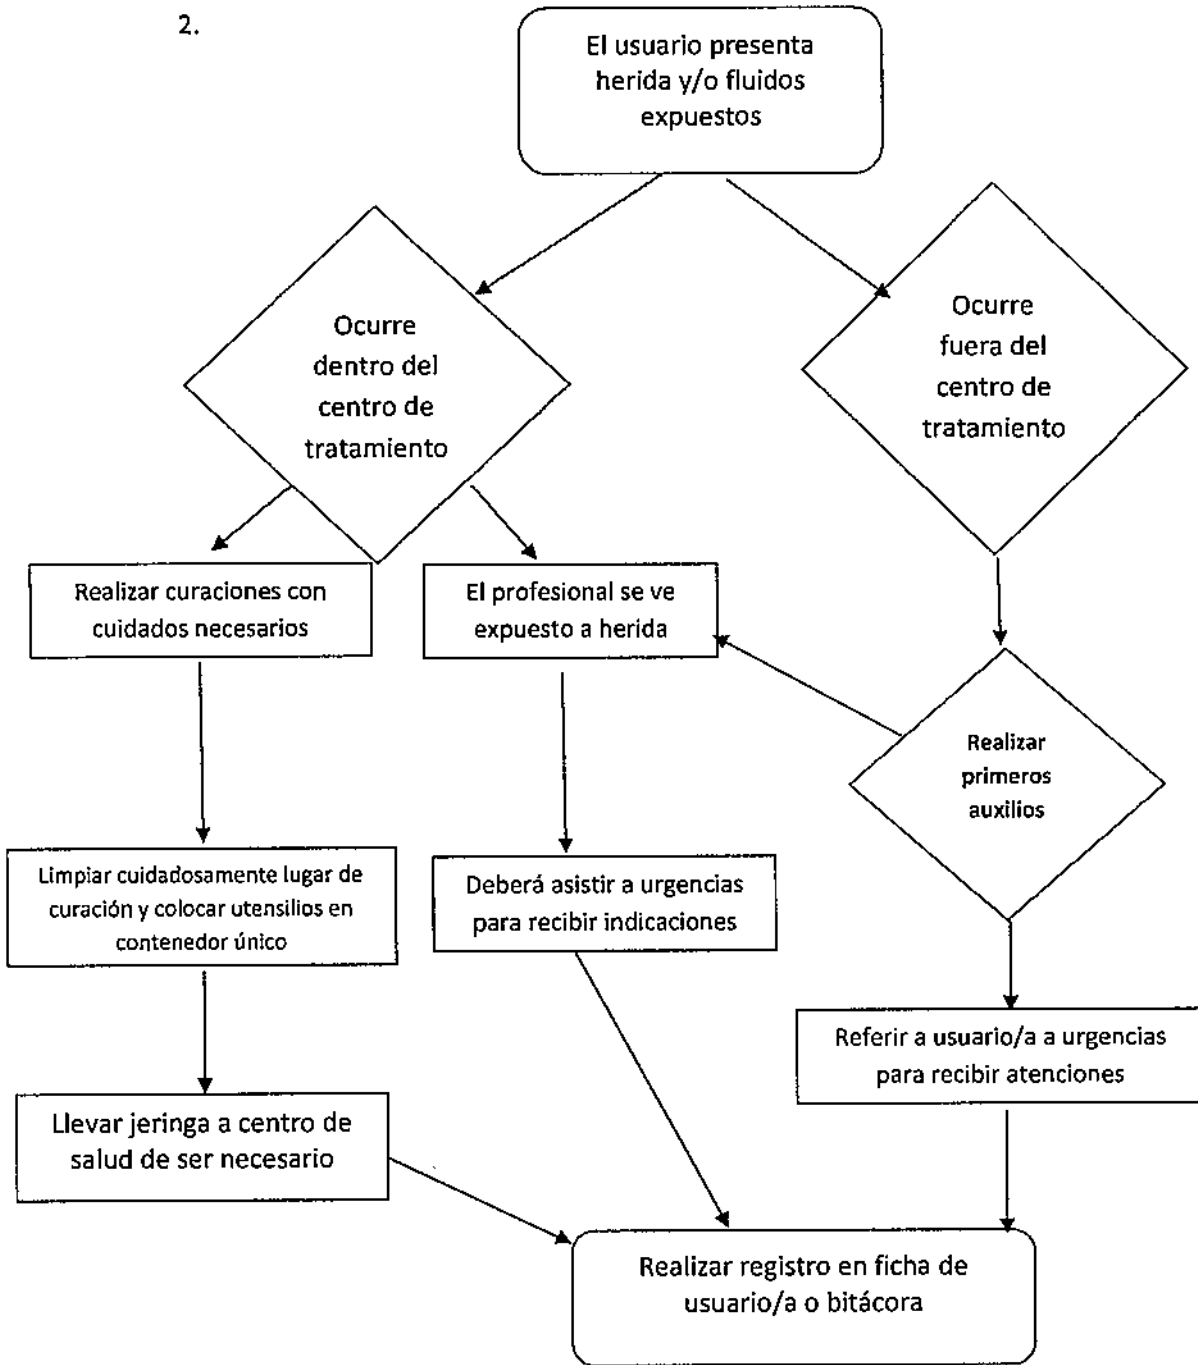 2.
El usuario presenta
herida y/o fluidos
expuestos
Ocurre
dentro del
centro de
tratamiento
Ocurre
fuera del
centro de
tratamiento
Realizar curaciones con
cuidados necesarios
El profesional se ve
expuesto a herida
Realizar
primeros
auxilios
Limpiar cuidadosamente lugar de
curación y colocar utensilios en
contenedor único
Deberá asistir a urgencias
para recibir indicaciones
Referir a usuario/a a urgencias
para recibir atenciones
Llevar jeringa a centro de
salud de ser necesario
Realizar registro en ficha de
usuario/a o bitácora